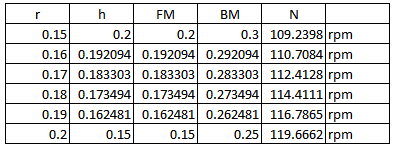 r h FM BM N
0.15 0.2 0.2 0.3 109.2398 rpm
0.16 0.192094 0.192094 0.292094 110.7084 rpm
0.17 0.183303 0.183303 0.283303 112.4128 rpm
0.18 0.173494 0.173494 0.273494 114.4111 rpm
0.19 0.162481 0.162481 0.262481 116.7865 rpm
0.2 0.15 0.15 0.25 119.6662 rpm